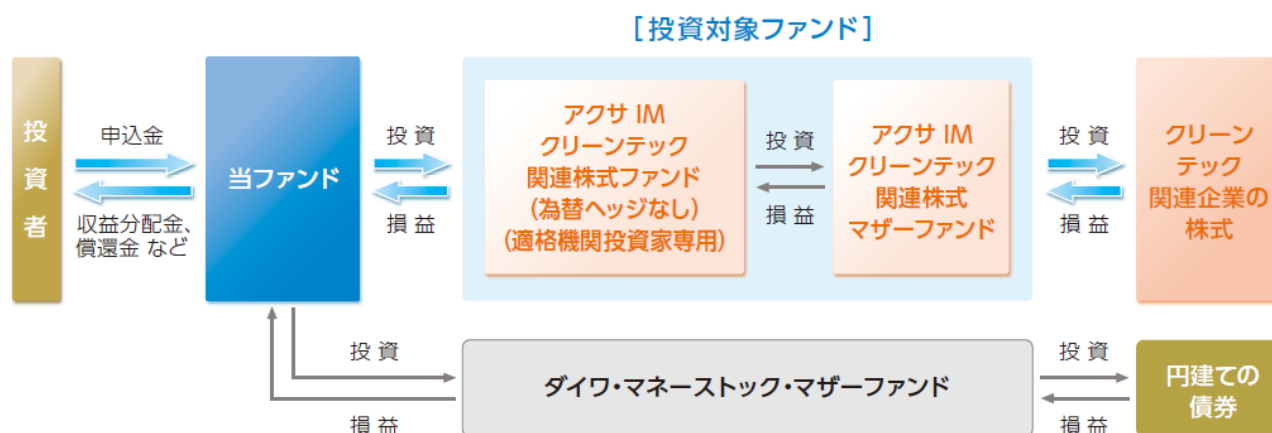 [投資対象ファンド]
投資者
申込金
収益分配金、
償還金 など
当ファンド
投 資
損 益
アクサ IM
クリーンテック
関連株式ファンド
(為替ヘッジなし)
(適格機関投資家専用)
投 資
損 益
アクサ IM
クリーンテック
関連株式
マザーファンド
投 資
損 益
クリーン
テック
関連企業の
株式
投 資
損 益
ダイワ・マネーストック・マザーファンド
投 資
損 益
円建ての
債券